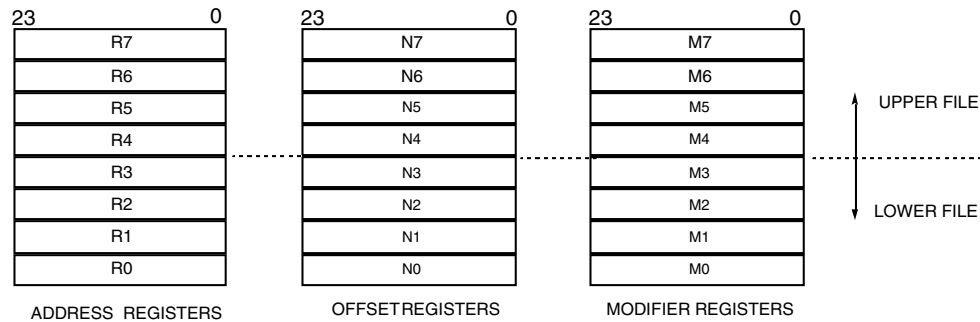 23 0 23 0 23 0
R7 N7 M7
R6 N6 M6
R5 N5 M5
UPPER FILE
R4 N4 M4
R3 N3 M3
R2 N2 M2
LOWER FILE
R1 N1 M1
R0 N0 M0
ADDRESS REGISTERS OFFSETREGISTERS MODIFIER REGISTERS